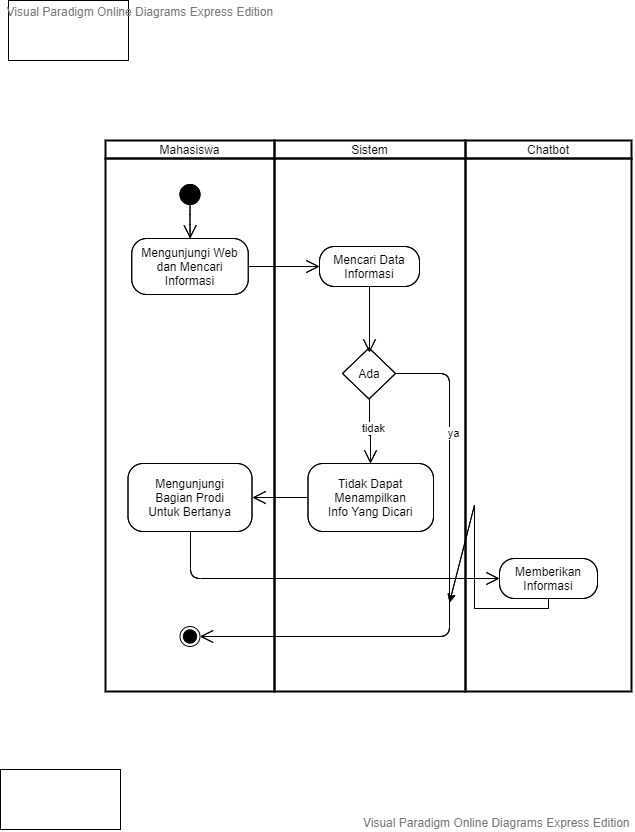 Visual Paradigm Online Diagrams Express Edition
Mahasiswa
Sistem
Chatbot
Mengunjungi Web
dan Mencari
Informasi
Mencari Data
Informasi
Ada
tidak
ya
Mengunjungi
Bagian Prodi
Untuk Bertanya
Tidak Dapat
Menampilkan
Info Yang Dicari
Memberikan
Informasi
Visual Paradigm Online Diagrams Express Edition